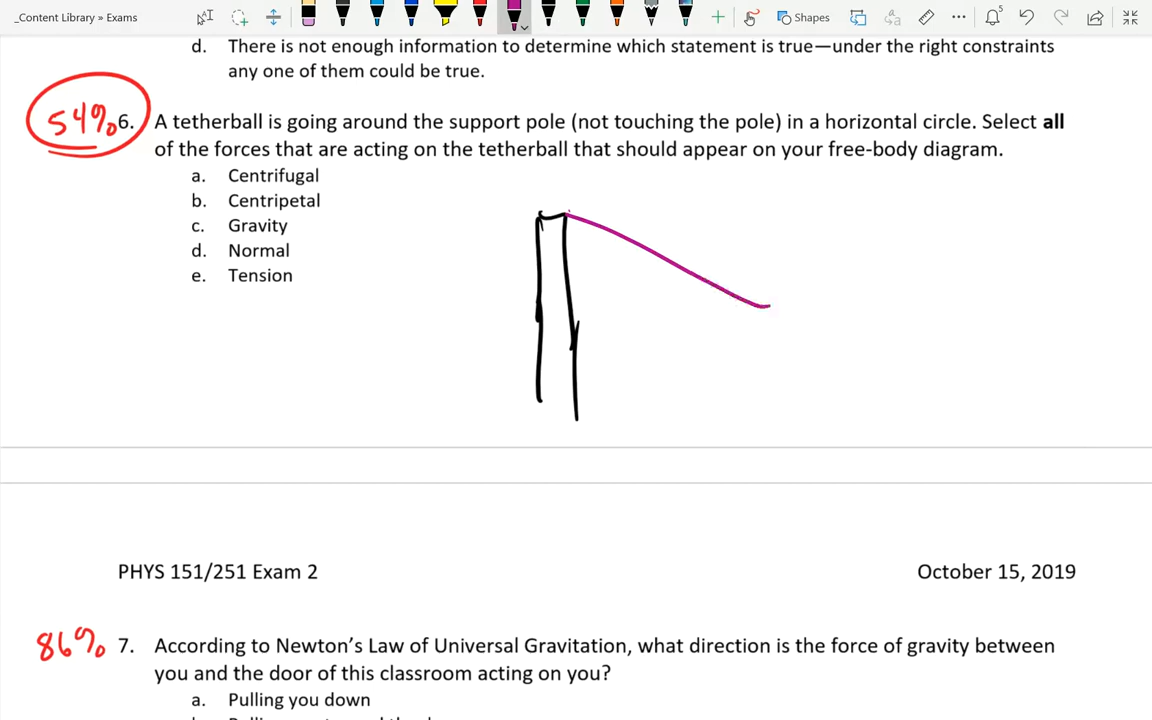 _Content Library » Exams
Shapes
5
d. There is not enough information to determine which statement is true—under the right constraints
any one of them could be true.
54% 6. A tetherball is going around the support pole (not touching the pole) in a horizontal circle. Select all
of the forces that are acting on the tetherball that should appear on your free-body diagram.
a. Centrifugal
b. Centripetal
c. Gravity
d. Normal
e. Tension
PHYS 151/251 Exam 2 October 15, 2019
86% 7. According to Newton's Law of Universal Gravitation, what direction is the force of gravity between
you and the door of this classroom acting on you?
a. Pulling you down